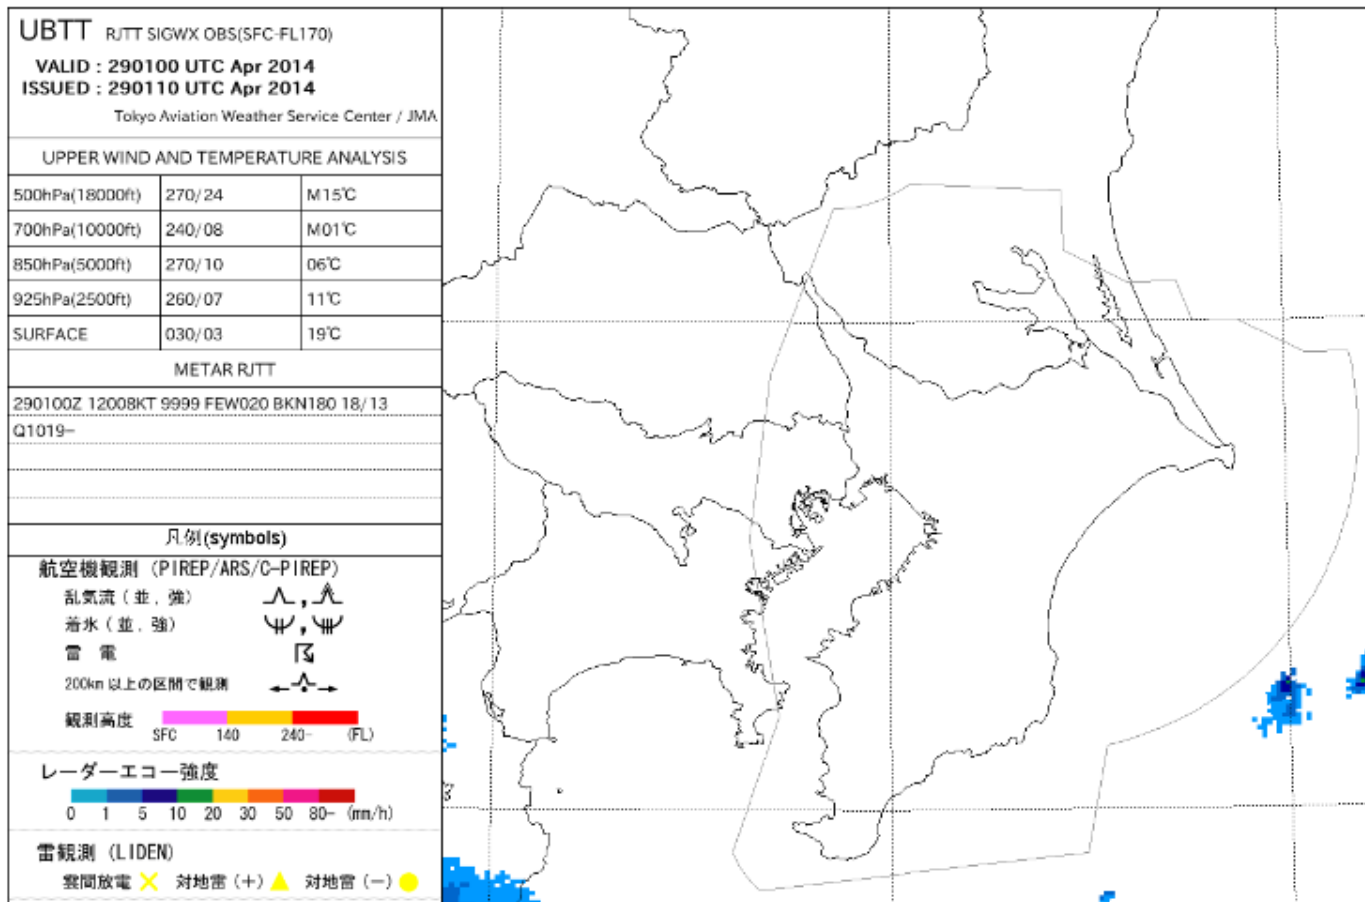 UBTT RJTT SIGWX OBS(SFC-FL170)
VALID : 290100 UTC Apr 2014
ISSUED : 290110 UTC Apr 2014
Tokyo Aviation Weather Service Center / JMA
UPPER WIND AND TEMPERATURE ANALYSIS
500hPa(18000ft) 270/24 M15℃
700hPa(10000ft) 240/08 M01℃
850hPa(5000ft) 270/10 06℃
925hPa(2500ft) 260/07 11℃
SURFACE 030/03 19℃
METAR RJTT
290100Z 12008KT 9999 FEW020 BKN180 18/13
Q1019=
凡例(symbols)
航空機観測 (PIREP/ARS/C-PIREP)
乱気流 ( 並 , 強 ) ,
着氷 ( 並 , 強 ) ,
雷 電
200km 以上の区間で観測
観測高度
SFC 140 240- (FL)
レーダーエコー強度
0 1 5 10 20 30 50 80- (mm/h)
雷観測 (LIDEN)
雲間放電 対地雷 (+) 対地雷 (−)